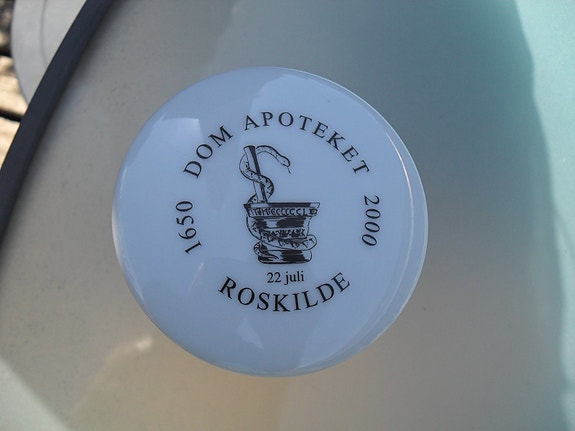 DOM APOTEKET
1650
2000
22 juli
ROSKILDE